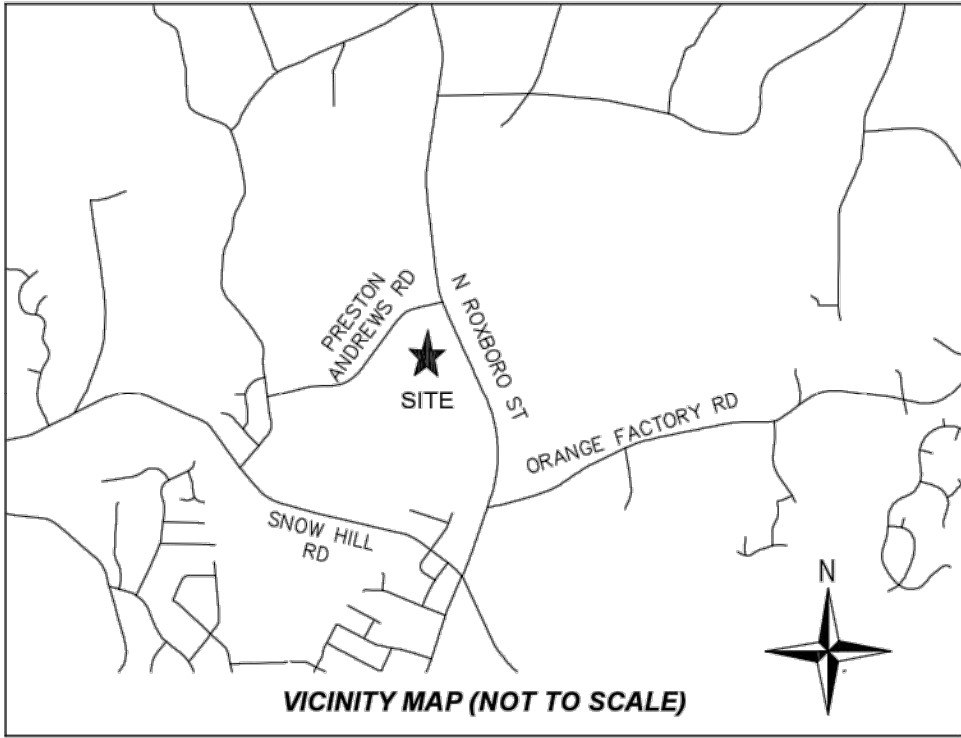 PRESTON
ANDREWS RD
N ROXBORO ST
SITE
ORANGE FACTORY RD
SNOW HILL
RD
N
VICINITY MAP (NOT TO SCALE)